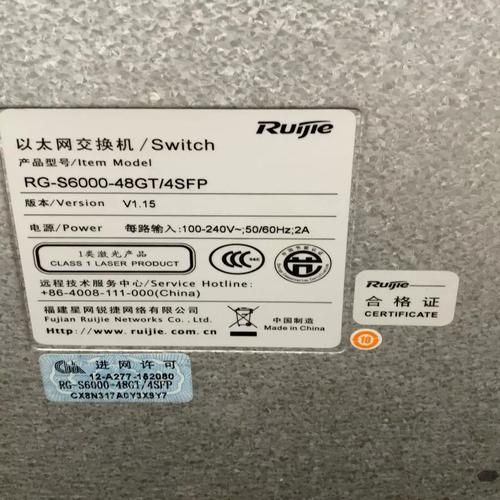 Ruijie
以太网交换机/Switch
产品型号/Item Model
RG-S6000-48GT/4SFP
版本/Version V1.15
电源/Power 每路输入:100-240V~;50/60Hz;2A
1类激光产品
CLASS 1 LASER PRODUCT
CCC
远程技术服务中心/Service Hotline:
+86-4008-111-000(China)
福建星网锐捷网络有限公司
Fujian Ruijie Networks Co., Ltd.
Http://www.ruijie.com.cn
中国制造
Made in China
Ruijie
合格证
CERTIFICATE
10
进网许可
12-A277-162080
RG-S6000-48GT/4SFP
CX8N317A0Y3X9Y7